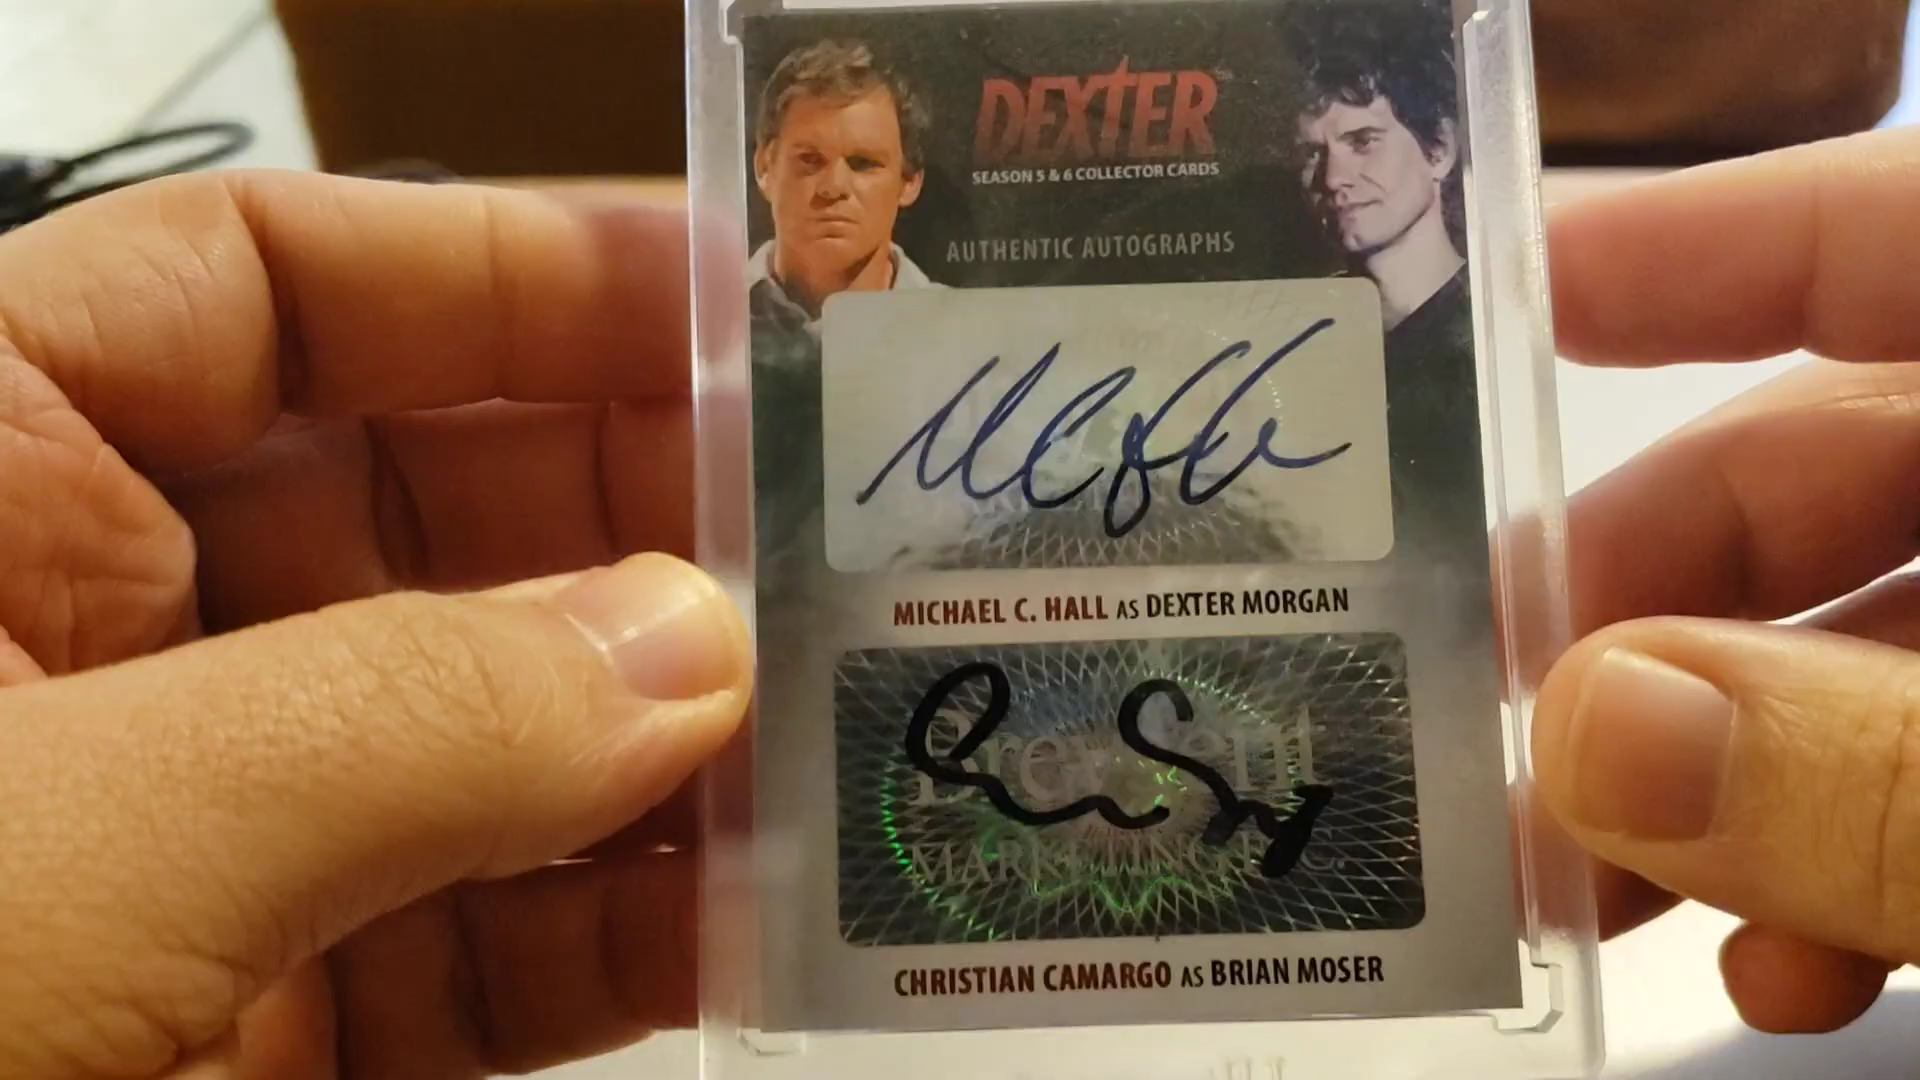 DEXTER
SEASON 5 & 6 COLLECTOR CARDS
AUTHENTIC AUTOGRAPHS
MICHAEL C. HALL AS DEXTER MORGAN
MARKETING
CHRISTIAN CAMARGO AS BRIAN MOSER